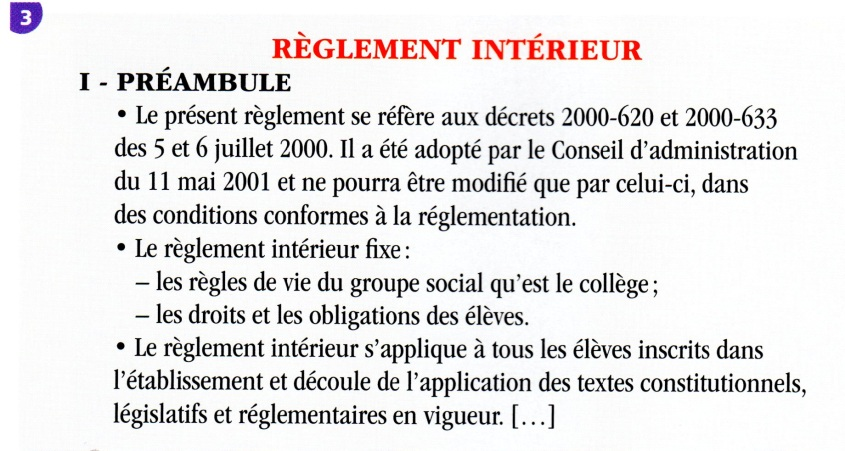 3
RÈGLEMENT INTÉRIEUR
I - PRÉAMBULE
• Le présent règlement se réfère aux décrets 2000-620 et 2000-633
des 5 et 6 juillet 2000. Il a été adopté par le Conseil d'administration
du 11 mai 2001 et ne pourra être modifié que par celui-ci, dans
des conditions conformes à la réglementation.
• Le règlement intérieur fixe :
– les règles de vie du groupe social qu'est le collège ;
– les droits et les obligations des élèves.
• Le règlement intérieur s'applique à tous les élèves inscrits dans
l'établissement et découle de l'application des textes constitutionnels,
législatifs et réglementaires en vigueur. [...]